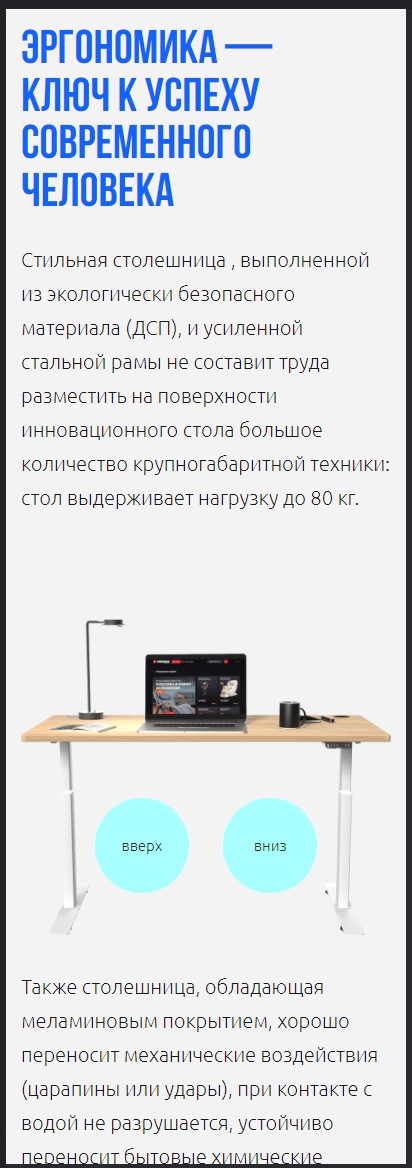 ЭРГОНОМИКА —
КЛЮЧ К УСПЕХУ
СОВРЕМЕННОГО
ЧЕЛОВЕКА
Стильная столешница , выполненной
из экологически безопасного
материала (ДСП), и усиленной
стальной рамы не составит труда
разместить на поверхности
инновационного стола большое
количество крупногабаритной техники:
стол выдерживает нагрузку до 80 кг.
вверх
вниз
Также столешница, обладающая
меламиновым покрытием, хорошо
переносит механические воздействия
(царапины или удары), при контакте с
водой не разрушается, устойчиво
переносит бытовые химические